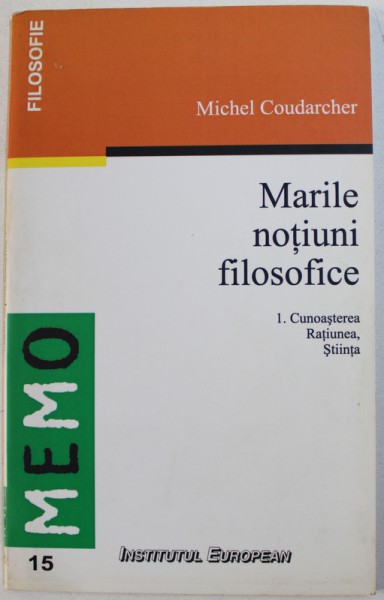 FILOSOFIE
Michel Coudarcher
Marile
noțiuni
filosofice
1. Cunoașterea
Rațiunea,
Știința
MEMO
15
INSTITUTUL EUROPEAN